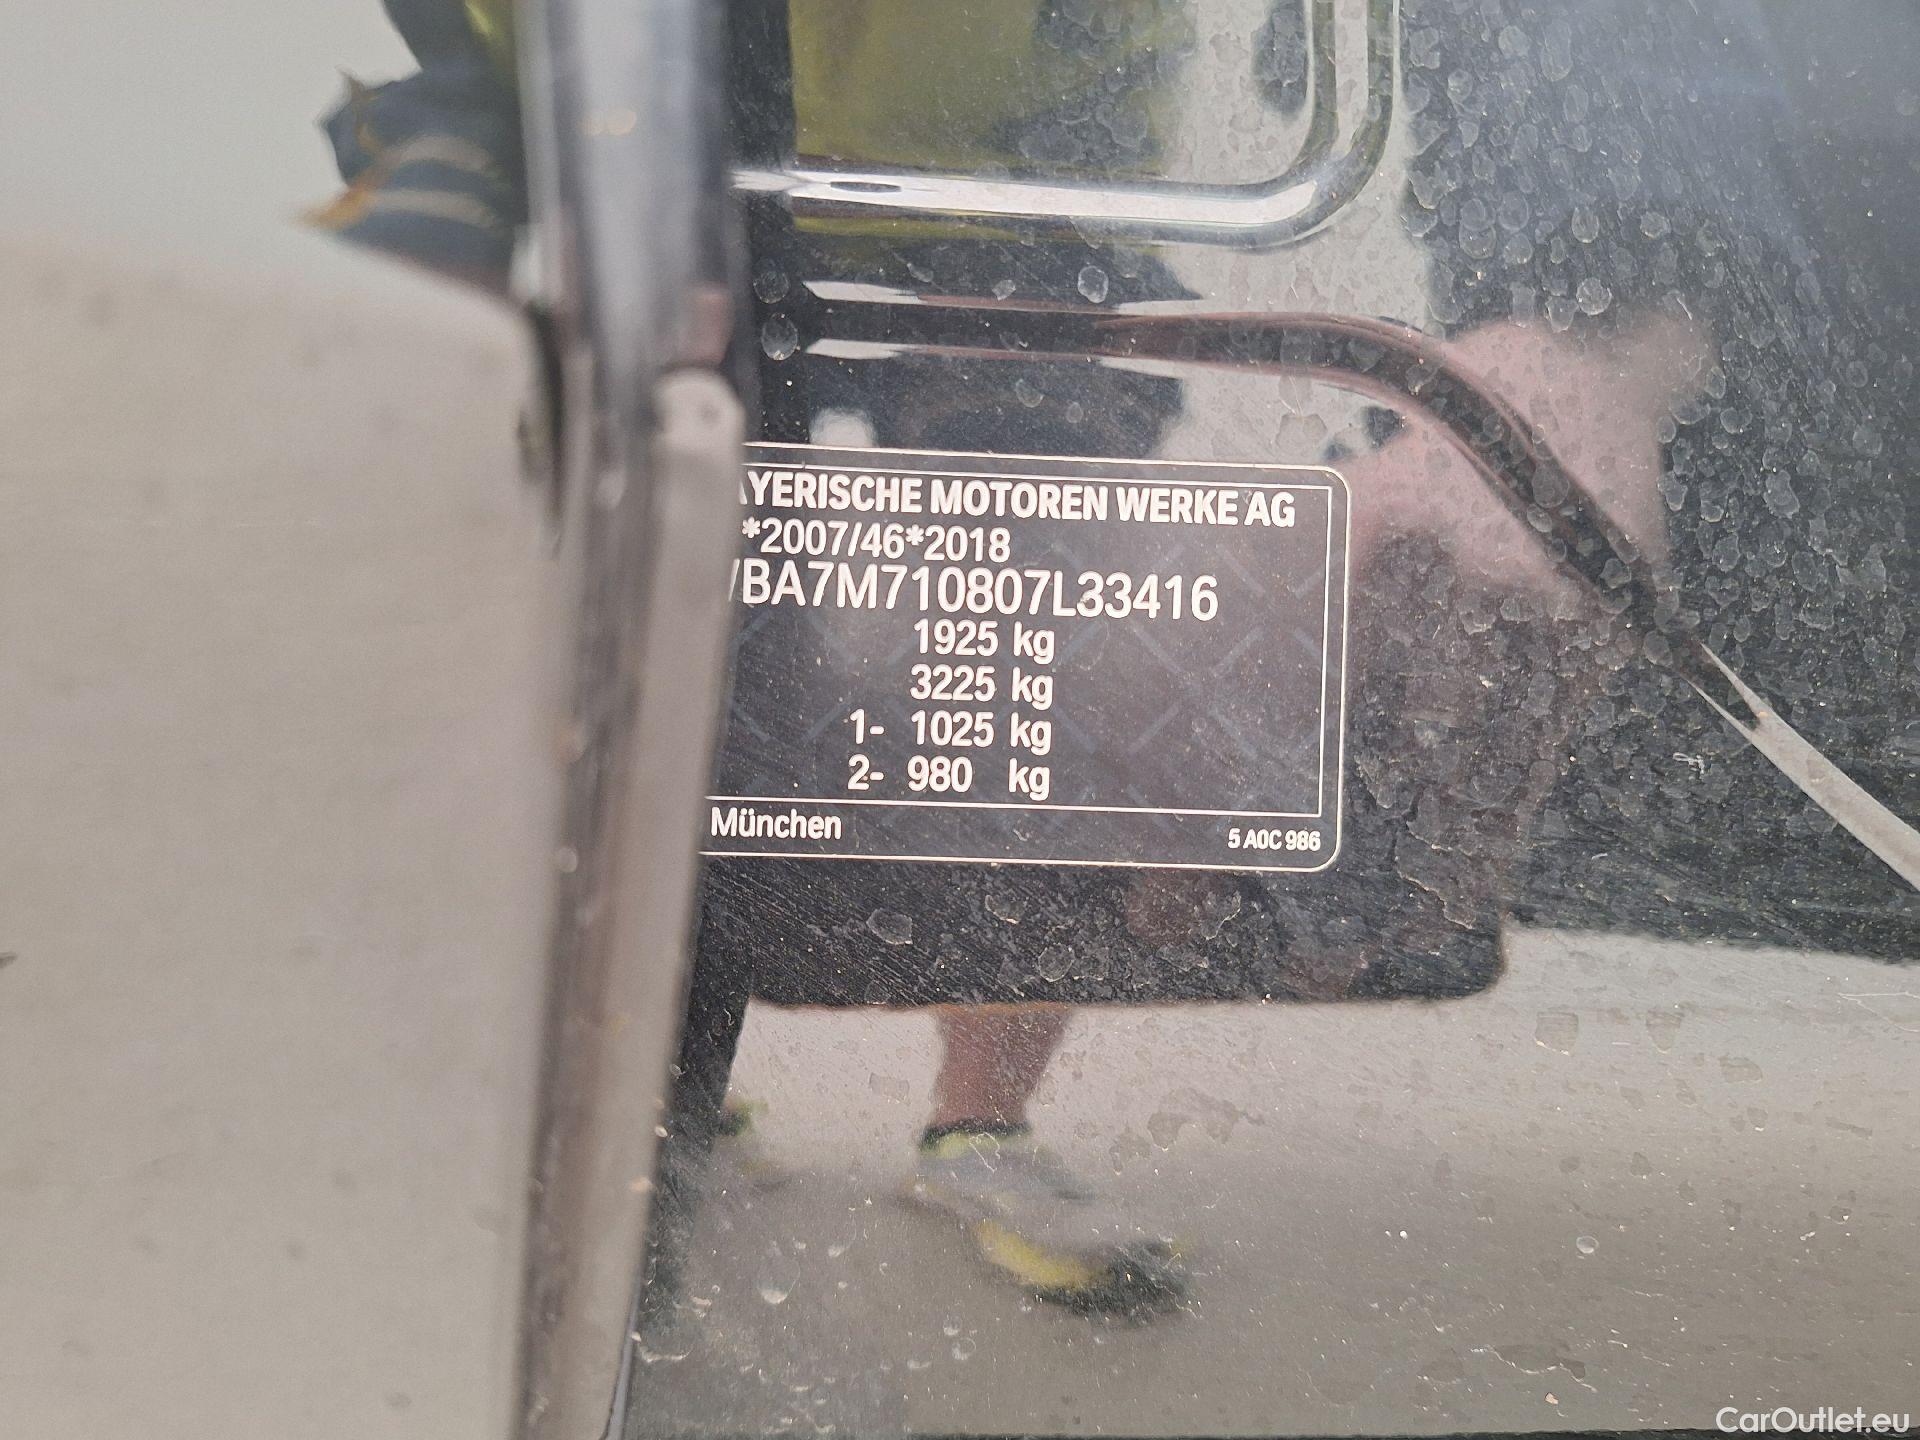 AYERISCHE MOTOREN WERKE AG
*2007/46*2018
WBA7M710807L33416
1925 kg
3225 kg
1- 1025 kg
2- 980 kg
München
5 A0C 986
CarOutlet.eu